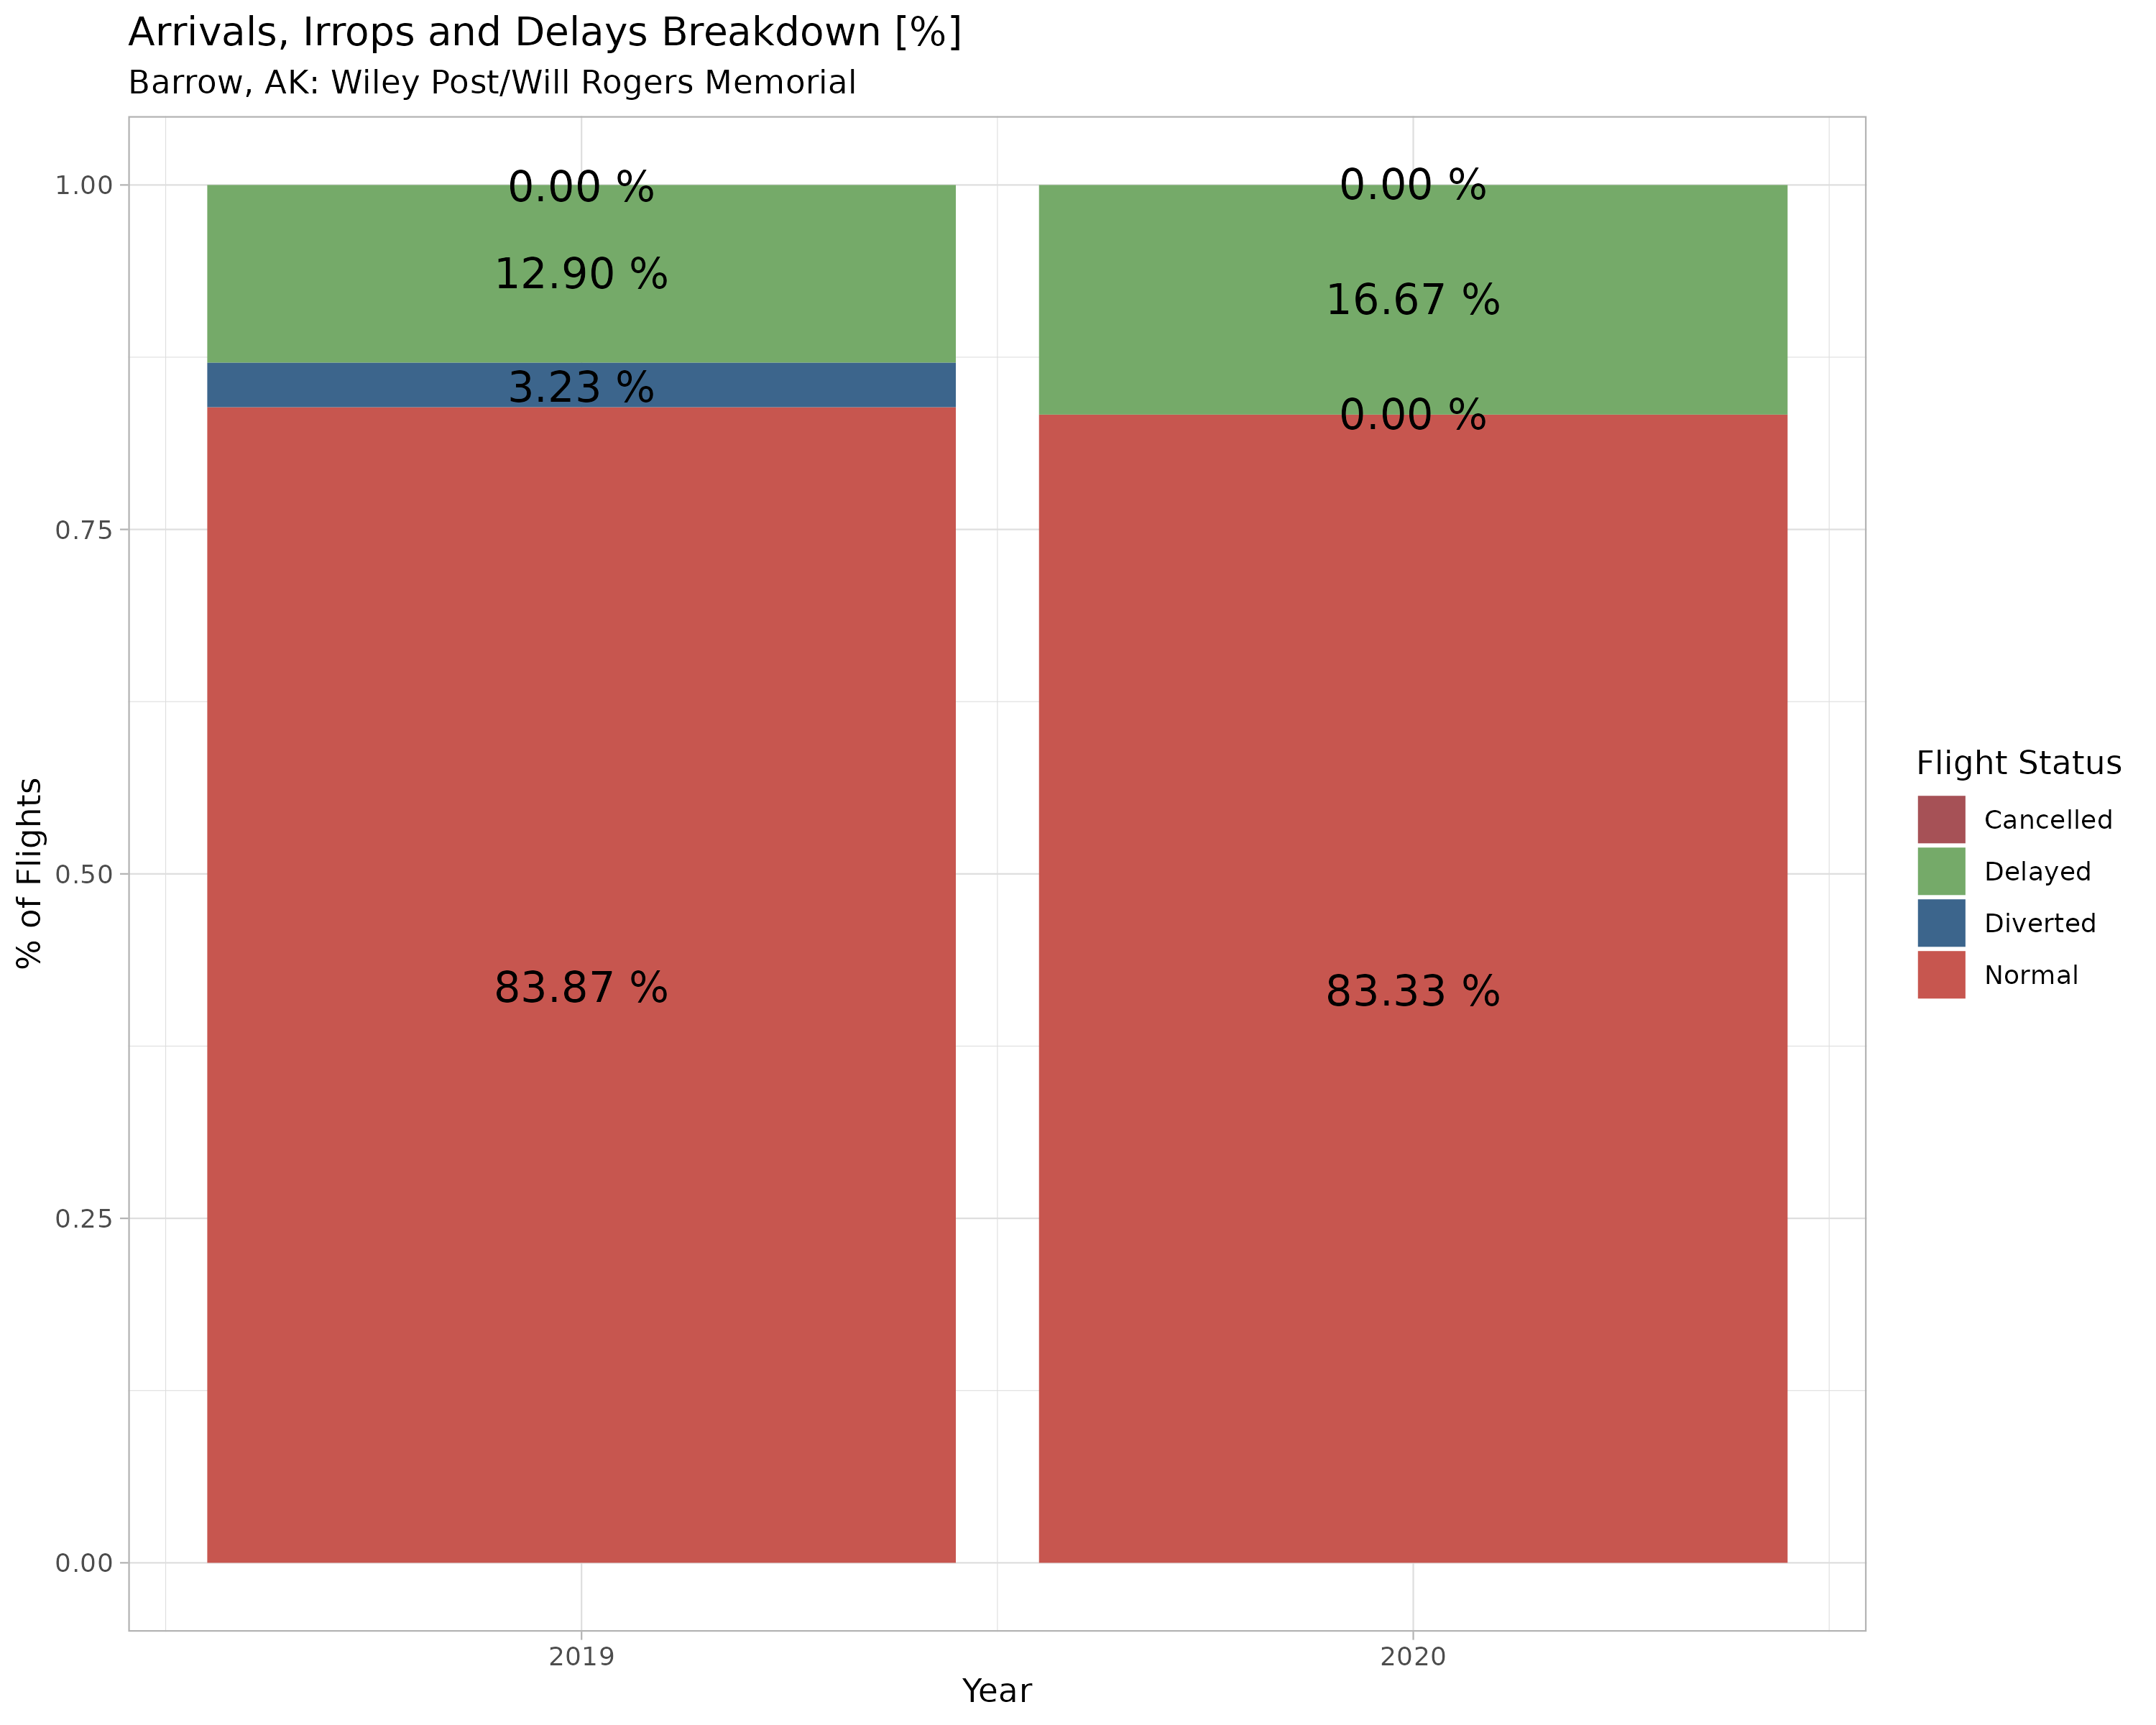 Arrivals, Irrops and Delays Breakdown [%]
Barrow, AK: Wiley Post/Will Rogers Memorial
% of Flights
1.00
0.75
0.50
0.25
0.00
0.00 %
12.90 %
3.23 %
83.87 %
0.00 %
16.67 %
0.00 %
83.33 %
2019
2020
Year
Flight Status
Cancelled
Delayed
Diverted
Normal